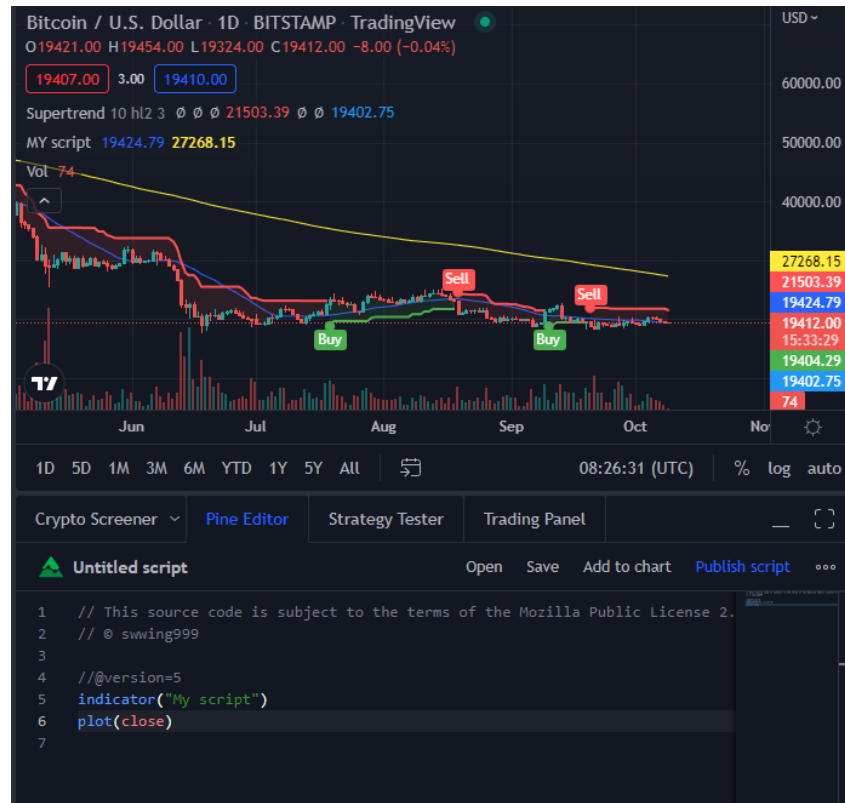 Bitcoin / U.S. Dollar · 1D · BITSTAMP · TradingView
O19421.00 H19454.00 L19324.00 C19412.00 −8.00 (−0.04%)
19407.00 3.00 19410.00
Supertrend 10 hl2 3 Ø Ø Ø 21503.39 Ø Ø 19402.75
MY script 19424.79 27268.15
Vol 74
USD
60000.00
50000.00
40000.00
27268.15
21503.39
19424.79
19412.00
15:33:29
19404.29
19402.75
74
Sell
Sell
Buy
Buy
Jun Jul Aug Sep Oct No
1D 5D 1M 3M 6M YTD 1Y 5Y All 08:26:31 (UTC) % log auto
Crypto Screener Pine Editor Strategy Tester Trading Panel
Untitled script Open Save Add to chart Publish script
1 // This source code is subject to the terms of the Mozilla Public License 2.
2 // © swwing999
3
4 //@version=5
5 indicator("My script")
6 plot(close)
7